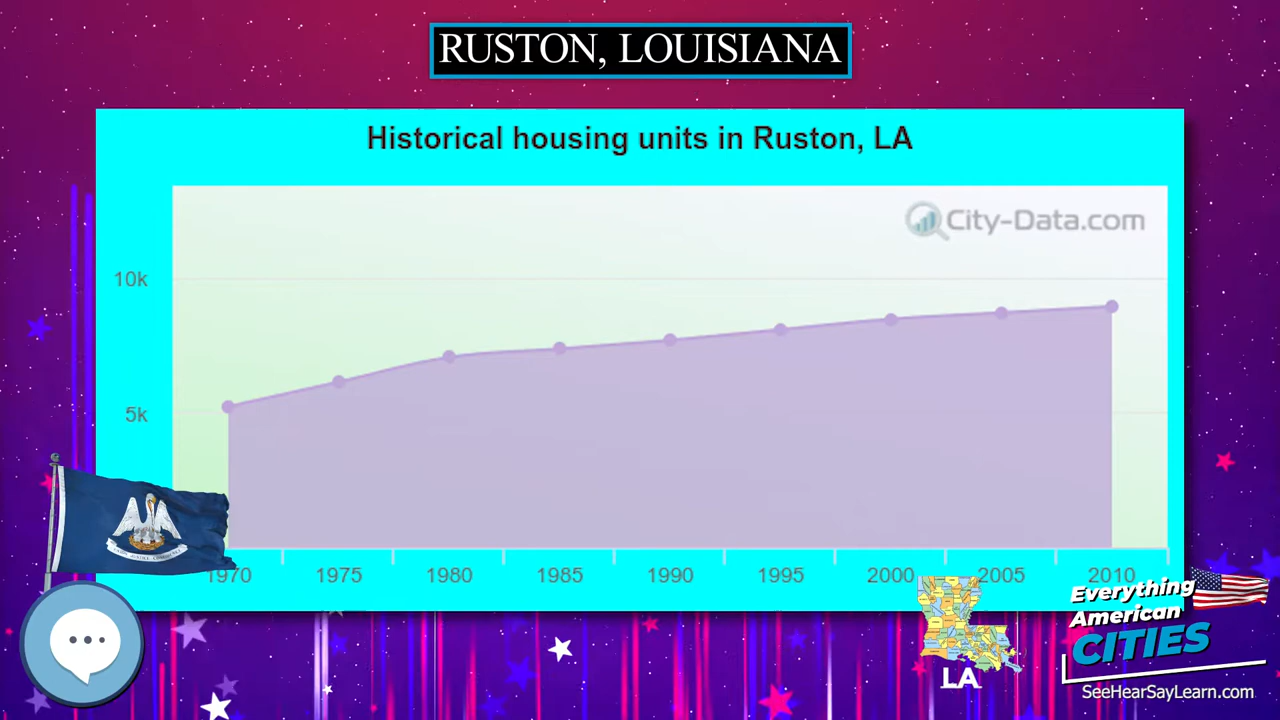 RUSTON, LOUISIANA
Historical housing units in Ruston, LA
City-Data.com
10k
5k
1970 1975 1980 1985 1990 1995 2000 2005 2010
Everything
American
CITIES
LA
SeeHearSayLearn.com